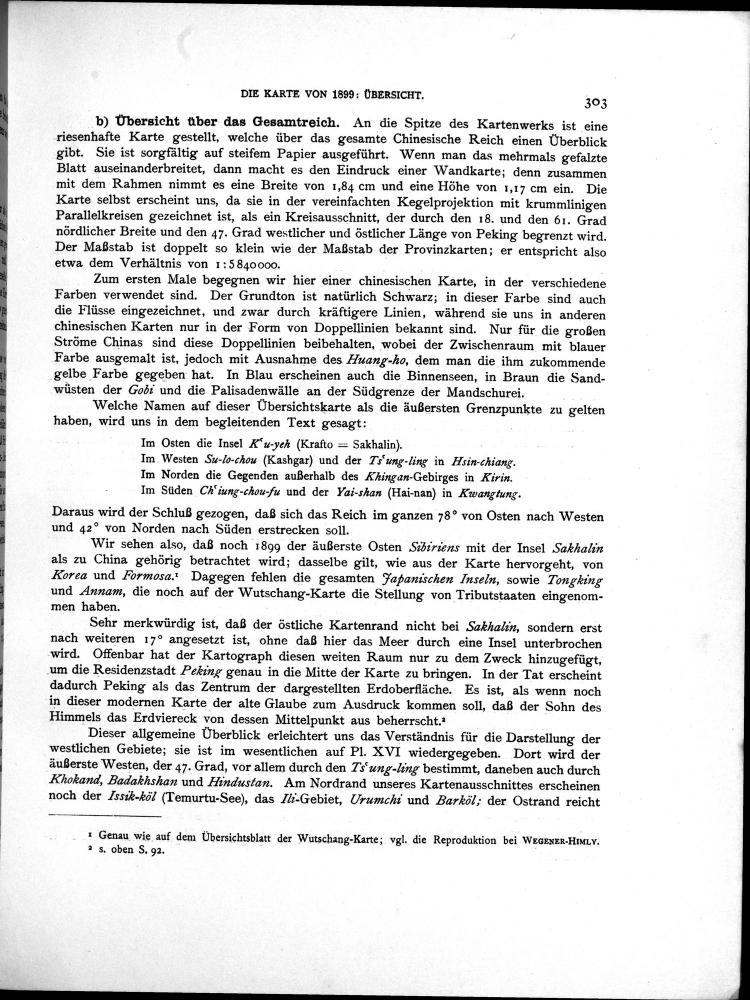 DIE KARTE VON 1899: ÜBERSICHT.
303
b) Übersicht über das Gesamtreich. An die Spitze des Kartenwerks ist eine
riesenhafte Karte gestellt, welche über das gesamte Chinesische Reich einen Überblick
gibt. Sie ist sorgfältig auf steifem Papier ausgeführt. Wenn man das mehrmals gefalzte
Blatt auseinanderbreitet, dann macht es den Eindruck einer Wandkarte; denn zusammen
mit dem Rahmen nimmt es eine Breite von 1,84 cm und eine Höhe von 1,17 cm ein. Die
Karte selbst erscheint uns, da sie in der vereinfachten Kegelprojektion mit krummlinigen
Parallelkreisen gezeichnet ist, als ein Kreisausschnitt, der durch den 18. und den 61. Grad
nördlicher Breite und den 47. Grad westlicher und östlicher Länge von Peking begrenzt wird.
Der Maßstab ist doppelt so klein wie der Maßstab der Provinzkarten; er entspricht also
etwa dem Verhältnis von 1:5840000.
Zum ersten Male begegnen wir hier einer chinesischen Karte, in der verschiedene
Farben verwendet sind. Der Grundton ist natürlich Schwarz; in dieser Farbe sind auch
die Flüsse eingezeichnet, und zwar durch kräftigere Linien, während sie uns in anderen
chinesischen Karten nur in der Form von Doppellinien bekannt sind. Nur für die großen
Ströme Chinas sind diese Doppellinien beibehalten, wobei der Zwischenraum mit blauer
Farbe ausgemalt ist, jedoch mit Ausnahme des Huang-ho, dem man die ihm zukommende
gelbe Farbe gegeben hat. In Blau erscheinen auch die Binnenseen, in Braun die Sand-
wüsten der Gobi und die Palisadenwälle an der Südgrenze der Mandschurei.
Welche Namen auf dieser Übersichtskarte als die äußersten Grenzpunkte zu gelten
haben, wird uns in dem begleitenden Text gesagt:
Im Osten die Insel Kʿu-yeh (Krafto = Sakhalin).
Im Westen Su-lo-chou (Kashgar) und der Tsʿung-ling in Hsin-chiang.
Im Norden die Gegenden außerhalb des Khingan-Gebirges in Kirin.
Im Süden Chʿiung-chou-fu und der Yai-shan (Hai-nan) in Kwangtung.
Daraus wird der Schluß gezogen, daß sich das Reich im ganzen 78° von Osten nach Westen
und 42° von Norden nach Süden erstrecken soll.
Wir sehen also, daß noch 1899 der äußerste Osten Sibiriens mit der Insel Sakhalin
als zu China gehörig betrachtet wird; dasselbe gilt, wie aus der Karte hervorgeht, von
Korea und Formosa.¹ Dagegen fehlen die gesamten Japanischen Inseln, sowie Tongking
und Annam, die noch auf der Wutschang-Karte die Stellung von Tributstaaten eingenom-
men haben.
Sehr merkwürdig ist, daß der östliche Kartenrand nicht bei Sakhalin, sondern erst
nach weiteren 17° angesetzt ist, ohne daß hier das Meer durch eine Insel unterbrochen
wird. Offenbar hat der Kartograph diesen weiten Raum nur zu dem Zweck hinzugefügt,
um die Residenzstadt Peking genau in die Mitte der Karte zu bringen. In der Tat erscheint
dadurch Peking als das Zentrum der dargestellten Erdoberfläche. Es ist, als wenn noch
in dieser modernen Karte der alte Glaube zum Ausdruck kommen soll, daß der Sohn des
Himmels das Erdviereck von dessen Mittelpunkt aus beherrscht.²
Dieser allgemeine Überblick erleichtert uns das Verständnis für die Darstellung der
westlichen Gebiete; sie ist im wesentlichen auf Pl. XVI wiedergegeben. Dort wird der
äußerste Westen, der 47. Grad, vor allem durch den Tsʿung-ling bestimmt, daneben auch durch
Khokand, Badakhshan und Hindustan. Am Nordrand unseres Kartenausschnittes erscheinen
noch der Issik-köl (Temurtu-See), das Ili-Gebiet, Urumchi und Barköl; der Ostrand reicht
¹ Genau wie auf dem Übersichtsblatt der Wutschang-Karte; vgl. die Reproduktion bei WEGENER-HIMLY.
² s. oben S. 92.